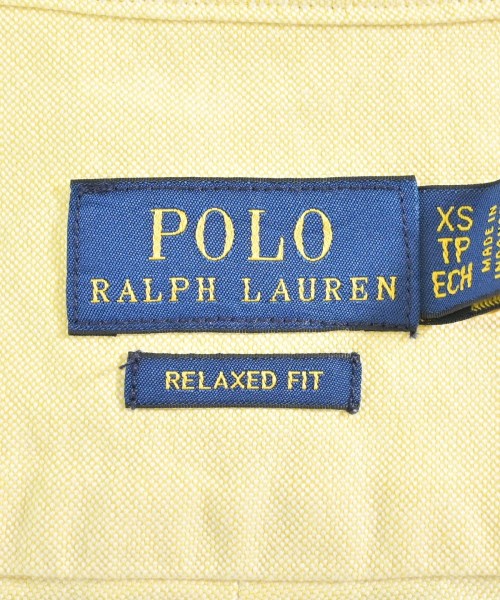 POLO
RALPH LAUREN
XS
TP
ECH
MADE IN
RELAXED FIT